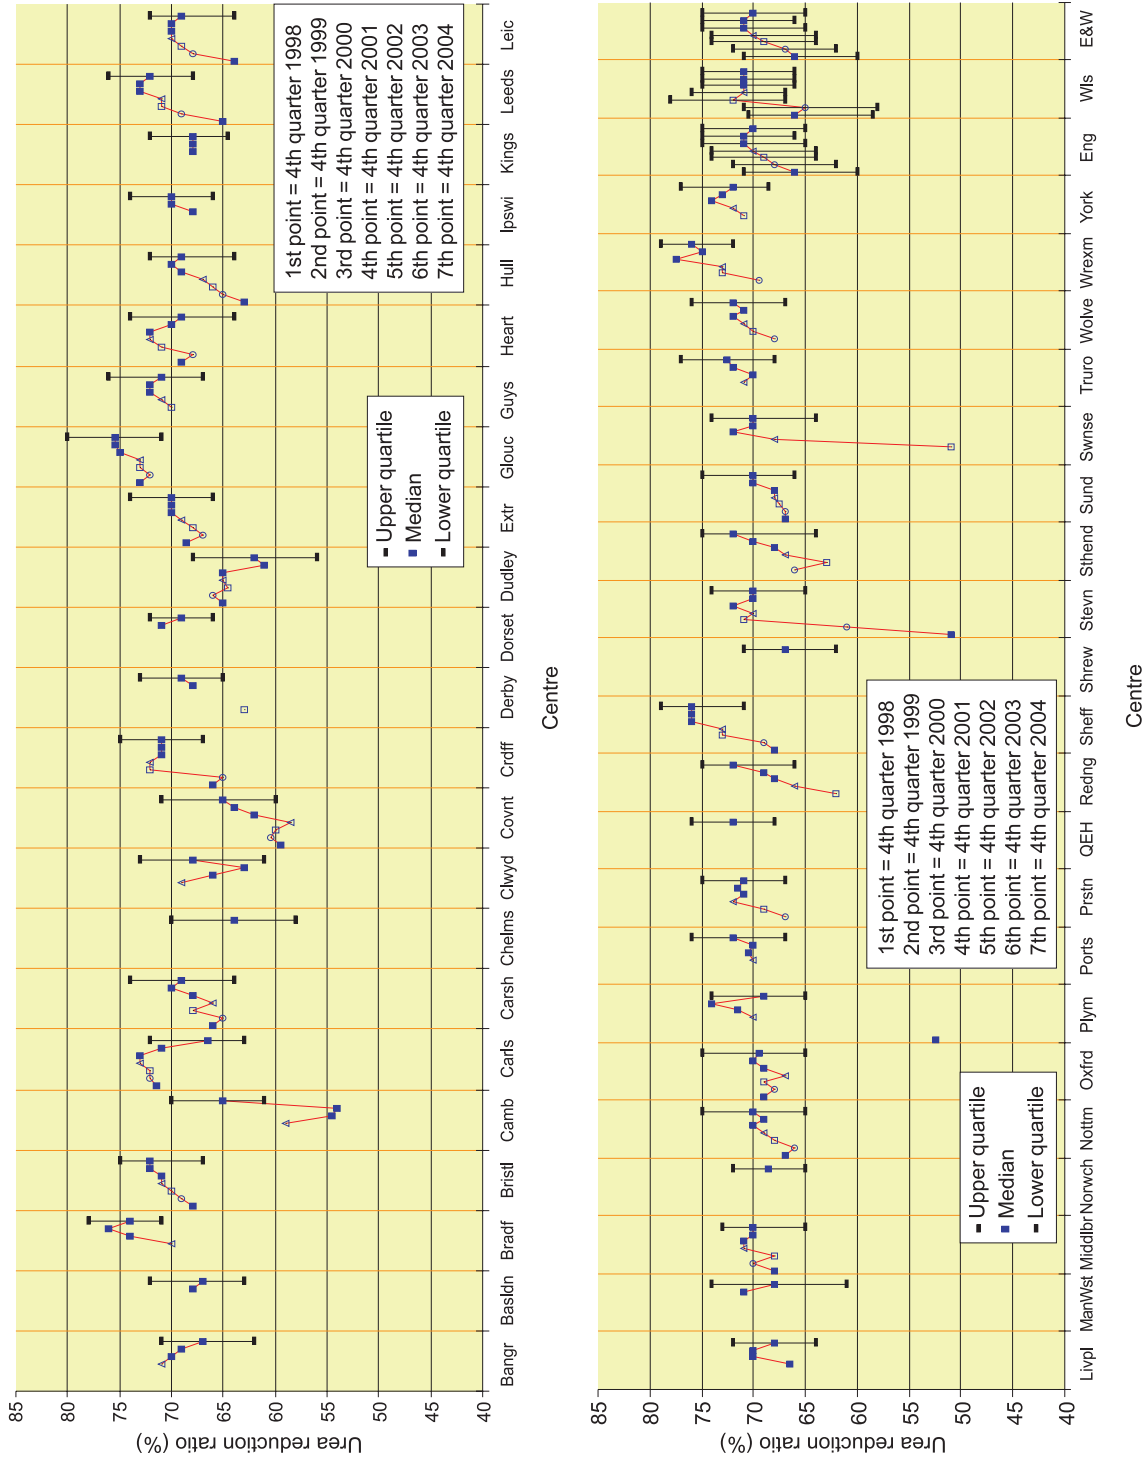 85
80
75
70
65
60
55
50
45
40
Urea reduction ratio (%)
Bangr
Basldn
Bradf
Bristl
Camb
Carls
Carsh
Chelms
Clwyd
Covnt
Crdff
Derby
Dorset
Dudley
Extr
Glouc
Guys
Heart
Hull
Ipswi
Kings
Leeds
Leic
Centre
Upper quartile
Median
Lower quartile
1st point = 4th quarter 1998
2nd point = 4th quarter 1999
3rd point = 4th quarter 2000
4th point = 4th quarter 2001
5th point = 4th quarter 2002
6th point = 4th quarter 2003
7th point = 4th quarter 2004
85
80
75
70
65
60
55
50
45
40
Urea reduction ratio (%)
Livpl
ManWst
Middlbr
Norwch
Nottm
Oxfrd
Plym
Ports
Prstn
QEH
Redng
Sheff
Shrew
Stevn
Sthend
Sund
Swnse
Truro
Wolve
Wrexm
York
Eng
Wls
E&W
Centre
Upper quartile
Median
Lower quartile
1st point = 4th quarter 1998
2nd point = 4th quarter 1999
3rd point = 4th quarter 2000
4th point = 4th quarter 2001
5th point = 4th quarter 2002
6th point = 4th quarter 2003
7th point = 4th quarter 2004